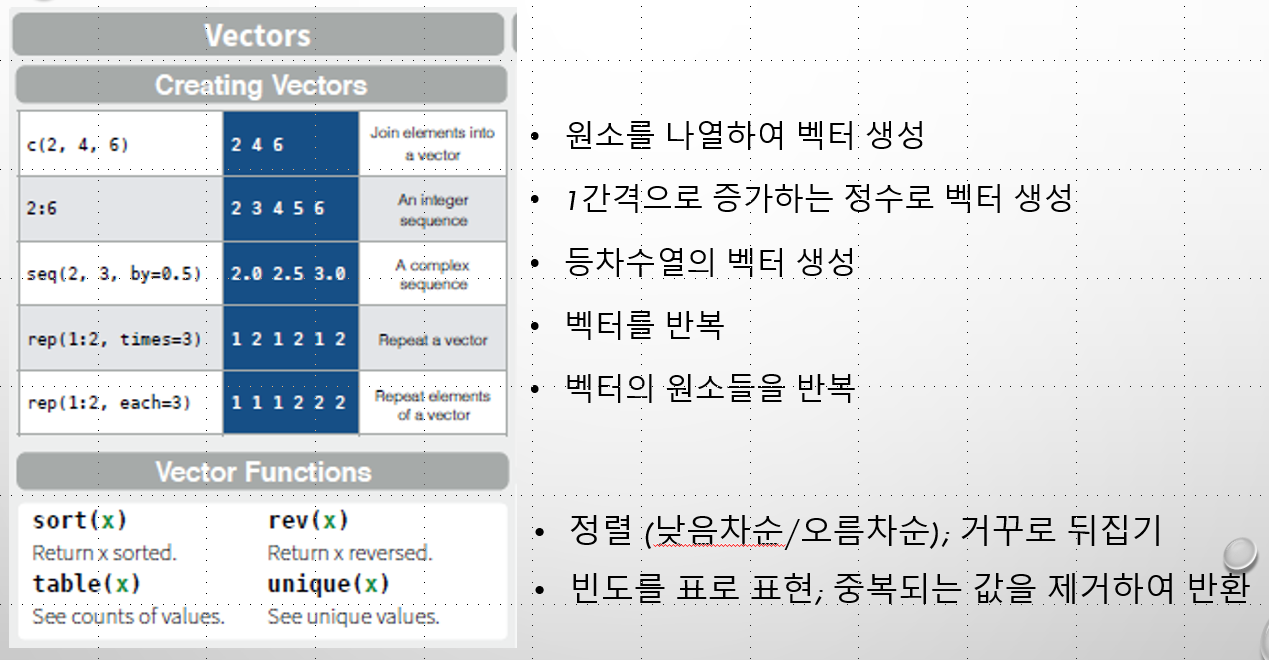 Vectors
Creating Vectors
c(2, 4, 6) 2 4 6 Join elements into
a vector
2:6 2 3 4 5 6 An integer
sequence
seq(2, 3, by=0.5) 2.0 2.5 3.0 A complex
sequence
rep(1:2, times=3) 1 2 1 2 1 2 Repeat a vector
rep(1:2, each=3) 1 1 1 2 2 2 Repeat elements
of a vector
• 원소를 나열하여 벡터 생성
• 1간격으로 증가하는 정수로 벡터 생성
• 등차수열의 벡터 생성
• 벡터를 반복
• 벡터의 원소들을 반복
Vector Functions
sort(x) rev(x)
Return x sorted. Return x reversed.
table(x) unique(x)
See counts of values. See unique values.
• 정렬 (낮음차순/오름차순); 거꾸로 뒤집기
• 빈도를 표로 표현; 중복되는 값을 제거하여 반환